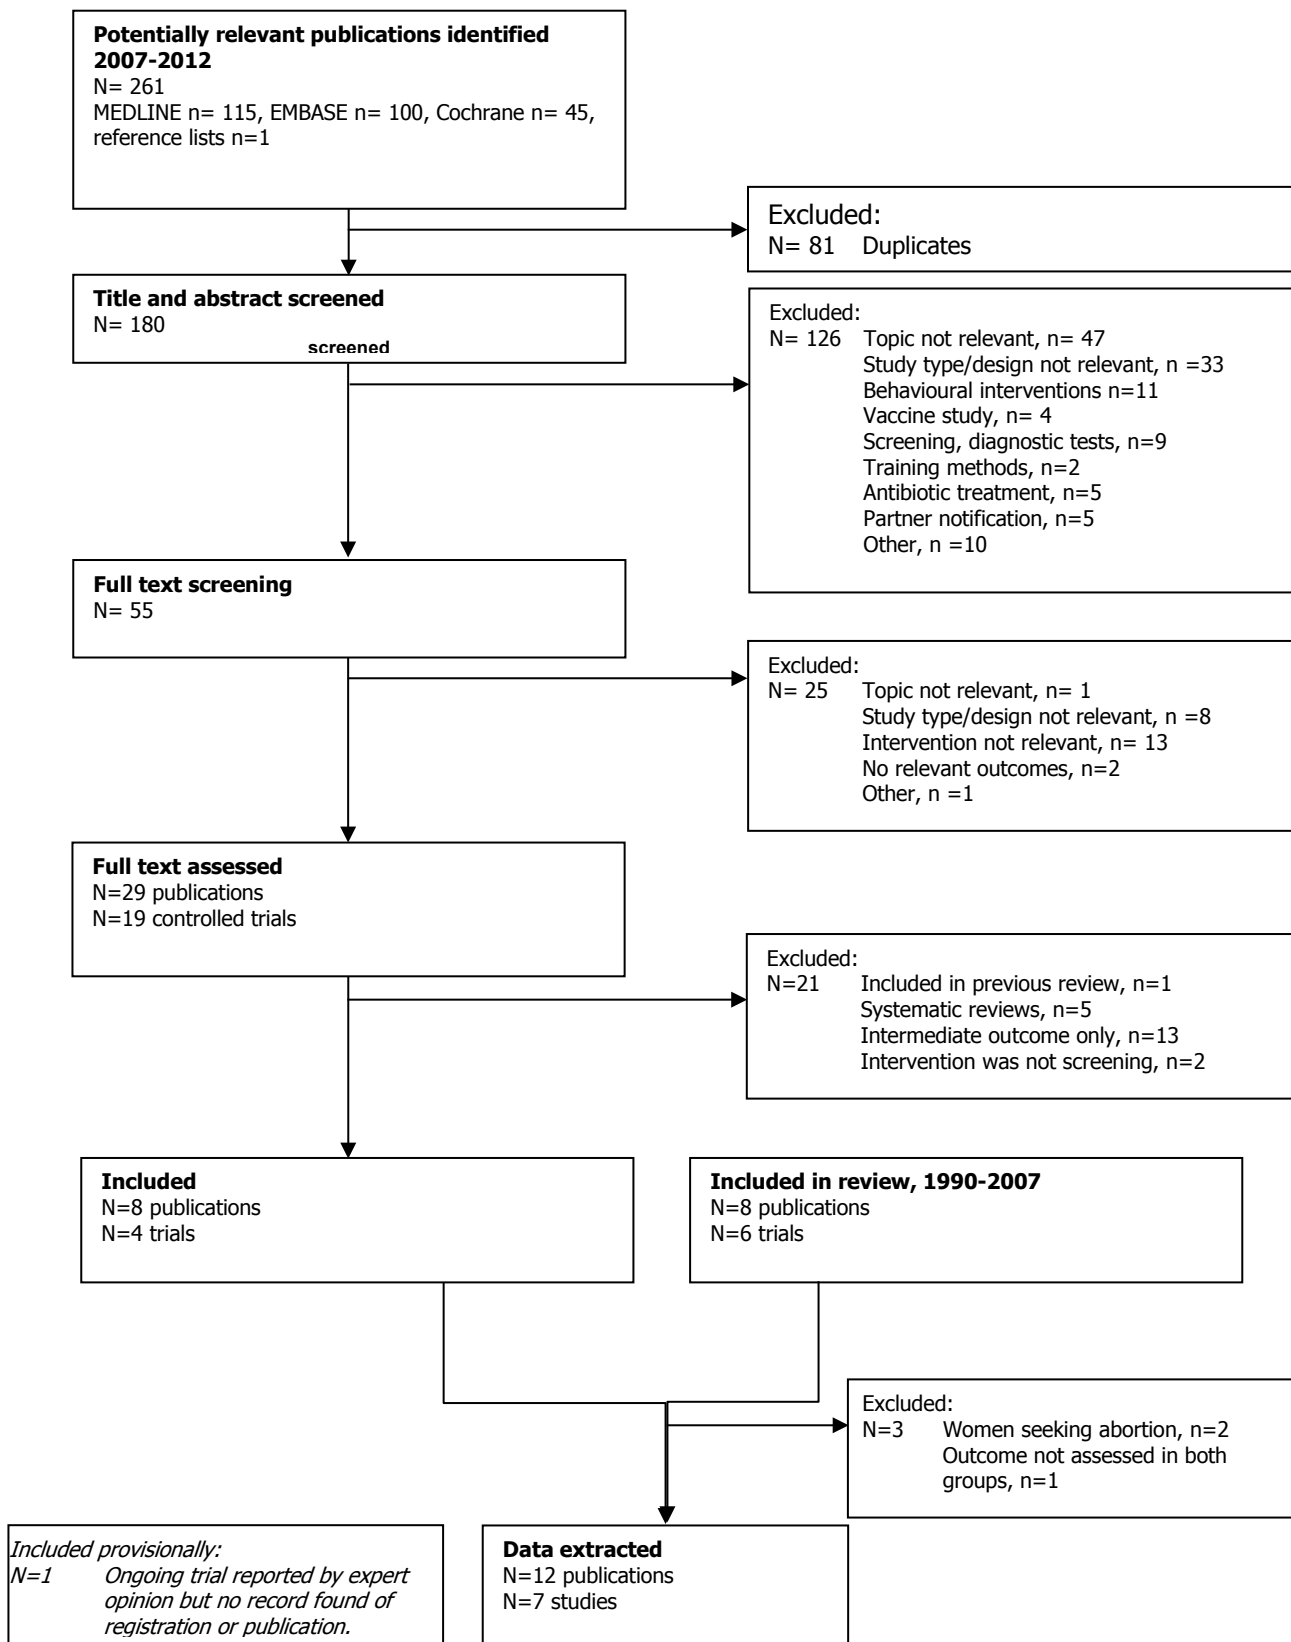 Potentially relevant publications identified
2007-2012
N= 261
MEDLINE n= 115, EMBASE n= 100, Cochrane n= 45,
reference lists n=1
Excluded:
N= 81 Duplicates
Title and abstract screened
N= 180
screened
Excluded:
N= 126 Topic not relevant, n= 47
Study type/design not relevant, n =33
Behavioural interventions n=11
Vaccine study, n= 4
Screening, diagnostic tests, n=9
Training methods, n=2
Antibiotic treatment, n=5
Partner notification, n=5
Other, n =10
Full text screening
N= 55
Excluded:
N= 25 Topic not relevant, n= 1
Study type/design not relevant, n =8
Intervention not relevant, n= 13
No relevant outcomes, n=2
Other, n =1
Full text assessed
N=29 publications
N=19 controlled trials
Excluded:
N=21 Included in previous review, n=1
Systematic reviews, n=5
Intermediate outcome only, n=13
Intervention was not screening, n=2
Included
N=8 publications
N=4 trials
Included in review, 1990-2007
N=8 publications
N=6 trials
Excluded:
N=3 Women seeking abortion, n=2
Outcome not assessed in both
groups, n=1
Included provisionally:
N=1 Ongoing trial reported by expert
opinion but no record found of
registration or publication.
Data extracted
N=12 publications
N=7 studies